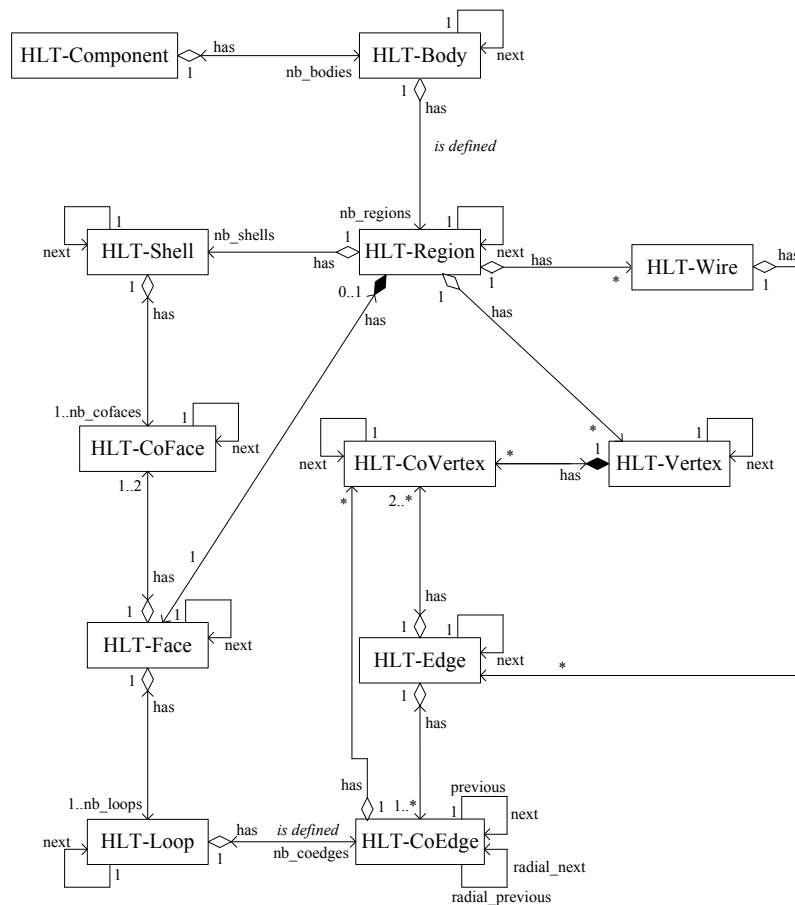 1
has
HLT-Component
HLT-Body
1
nb_bodies
next
1
has
is defined
nb_regions
1
1
nb_shells
1
next
HLT-Shell
HLT-Region
next
has
has
HLT-Wire
has
1
1
1
has
0..1
has
1
*
has
1..nb_cofaces
1
*
1
1
HLT-CoFace
next
HLT-CoVertex
*
1
HLT-Vertex
next
has
next
1..2
*
2..*
1
has
has
1
1
1
1
HLT-Face
next
HLT-Edge
next
*
1
has
1
has
has
previous
1..nb_loops
1
1..*
1
next
next
HLT-Loop
has
is defined
HLT-CoEdge
1
nb_coedges
1
radial_next
radial_previous